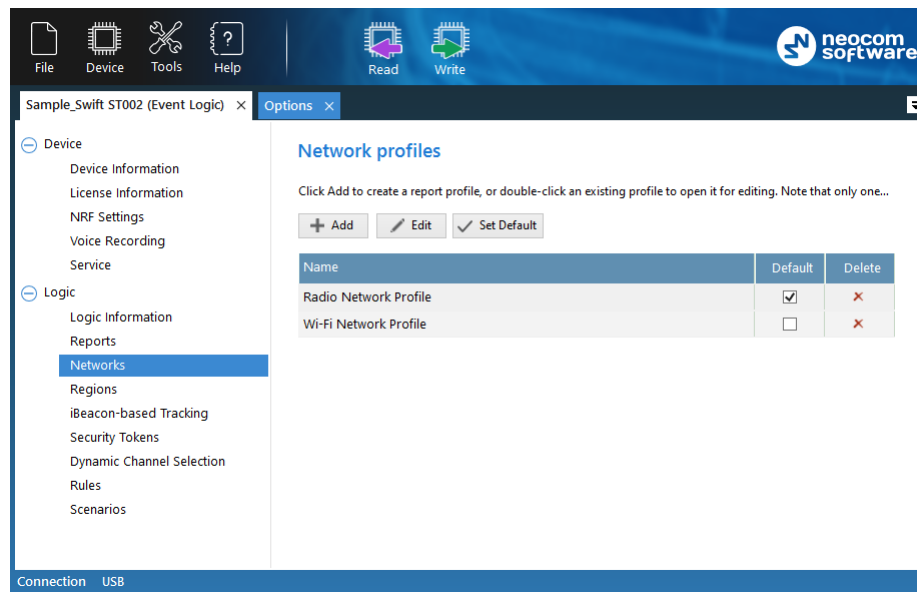 File Device Tools Help Read Write
neocom
software
Sample_Swift ST002 (Event Logic) × Options ×
Device
Device Information
License Information
NRF Settings
Voice Recording
Service
Logic
Logic Information
Reports
Networks
Regions
iBeacon-based Tracking
Security Tokens
Dynamic Channel Selection
Rules
Scenarios
Network profiles
Click Add to create a report profile, or double-click an existing profile to open it for editing. Note that only one...
Add Edit Set Default
Name Default Delete
Radio Network Profile
Wi-Fi Network Profile
Connection USB